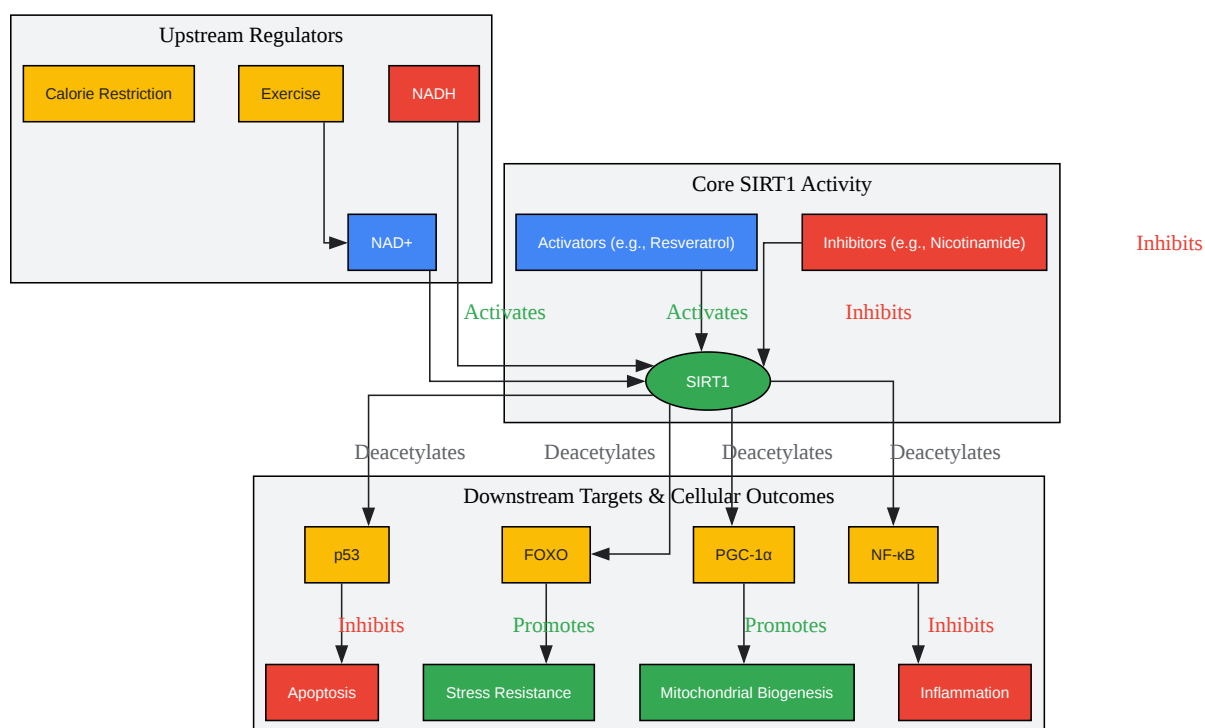 Upstream Regulators
Calorie Restriction
Exercise
NADH
Core SIRT1 Activity
NAD+
Activators (e.g., Resveratrol)
Inhibitors (e.g., Nicotinamide)
Inhibits
Activates
Activates
Inhibits
SIRT1
Deacetylates
Deacetylates
Deacetylates
Deacetylates
Downstream Targets & Cellular Outcomes
p53
FOXO
PGC-1α
NF-κB
Inhibits
Promotes
Promotes
Inhibits
Apoptosis
Stress Resistance
Mitochondrial Biogenesis
Inflammation